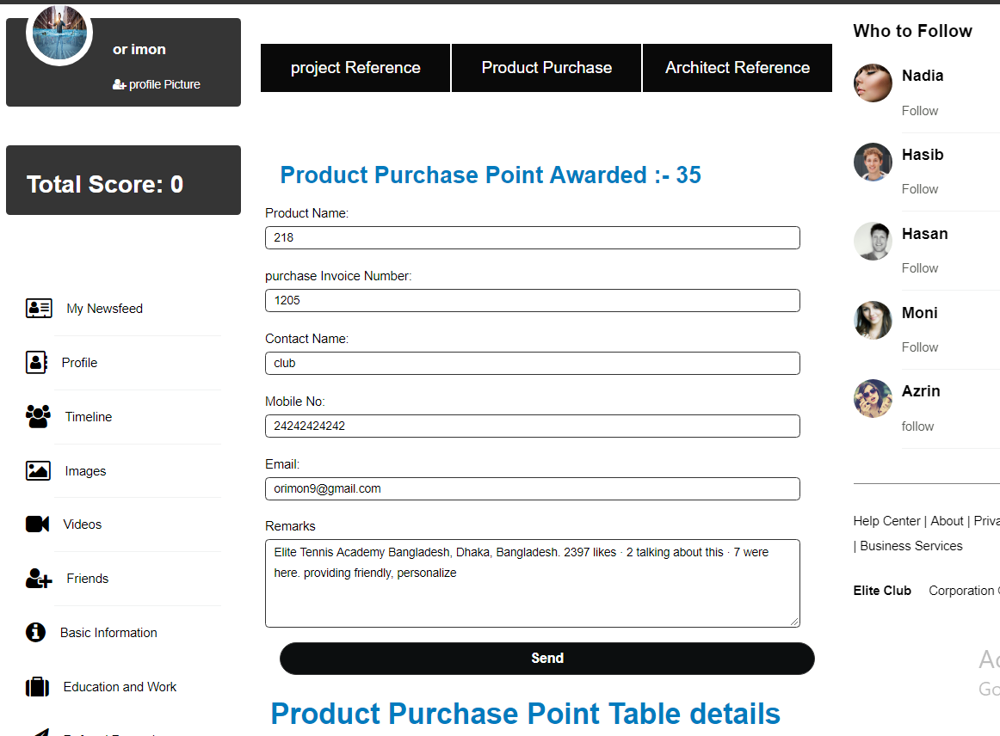 or imon
profile Picture
Total Score: 0
My Newsfeed
Profile
Timeline
Images
Videos
Friends
Basic Information
Education and Work
project Reference
Product Purchase
Architect Reference
Product Purchase Point Awarded :- 35
Product Name:
218
purchase Invoice Number:
1205
Contact Name:
club
Mobile No:
24242424242
Email:
orimon9@gmail.com
Remarks
Elite Tennis Academy Bangladesh, Dhaka, Bangladesh. 2397 likes · 2 talking about this · 7 were
here. providing friendly, personalize
Send
Product Purchase Point Table details
Who to Follow
Nadia
Follow
Hasib
Follow
Hasan
Follow
Moni
Follow
Azrin
follow
Help Center | About | Priva
| Business Services
Elite Club Corporation
Ac
Go